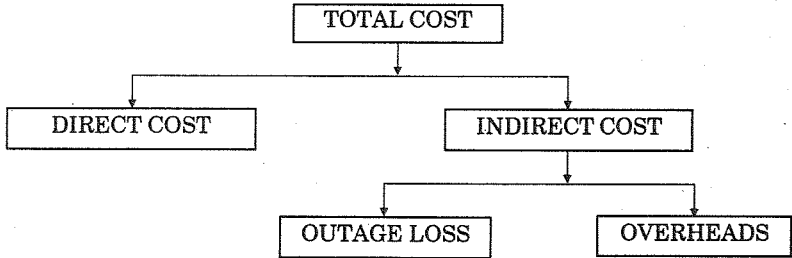 TOTAL COST
DIRECT COST
INDIRECT COST
OUTAGE LOSS
OVERHEADS